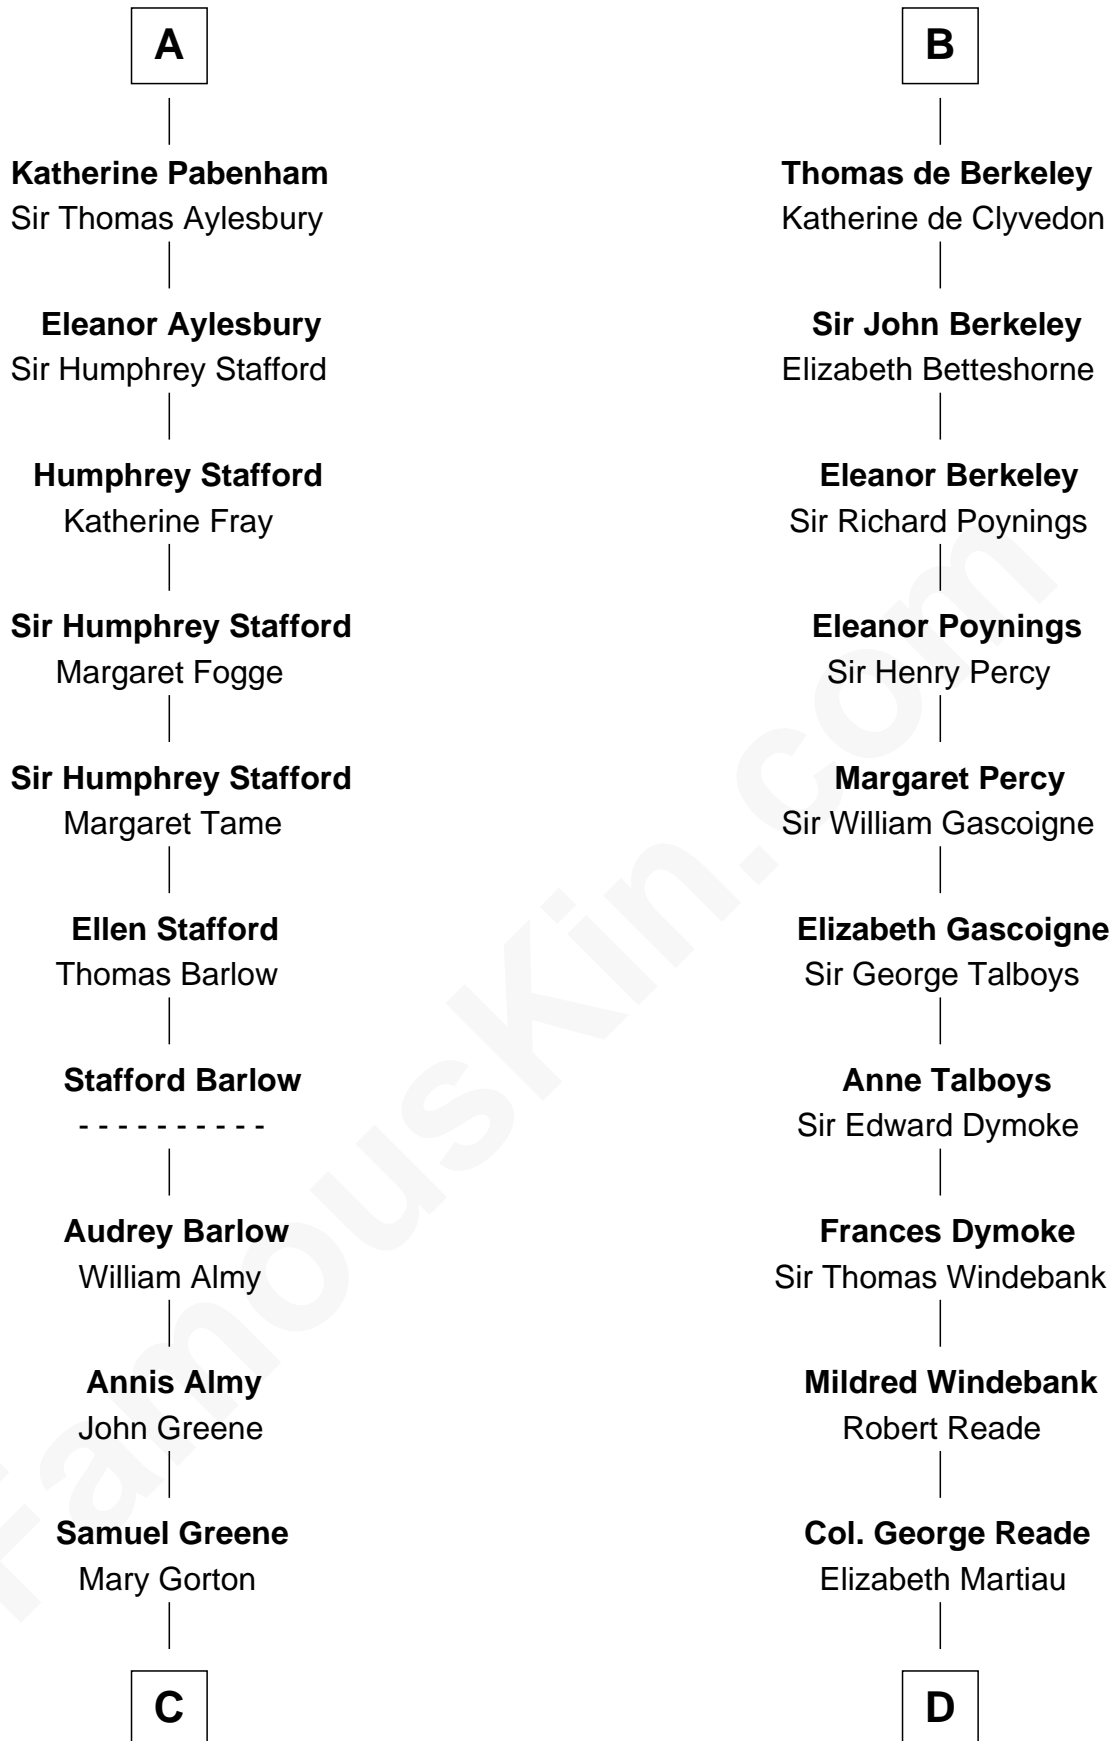 A
Katherine Pabenham
Sir Thomas Aylesbury
Eleanor Aylesbury
Sir Humphrey Stafford
Humphrey Stafford
Katherine Fray
Sir Humphrey Stafford
Margaret Fogge
Sir Humphrey Stafford
Margaret Tame
Ellen Stafford
Thomas Barlow
Stafford Barlow
- - - - - - - - - -
Audrey Barlow
William Almy
Annis Almy
John Greene
Samuel Greene
Mary Gorton
C
B
Thomas de Berkeley
Katherine de Clyvedon
Sir John Berkeley
Elizabeth Betteshorne
Eleanor Berkeley
Sir Richard Poynings
Eleanor Poynings
Sir Henry Percy
Margaret Percy
Sir William Gascoigne
Elizabeth Gascoigne
Sir George Talboys
Anne Talboys
Sir Edward Dymoke
Frances Dymoke
Sir Thomas Windebank
Mildred Windebank
Robert Reade
Col. George Reade
Elizabeth Martiau
D
FamousKin.com